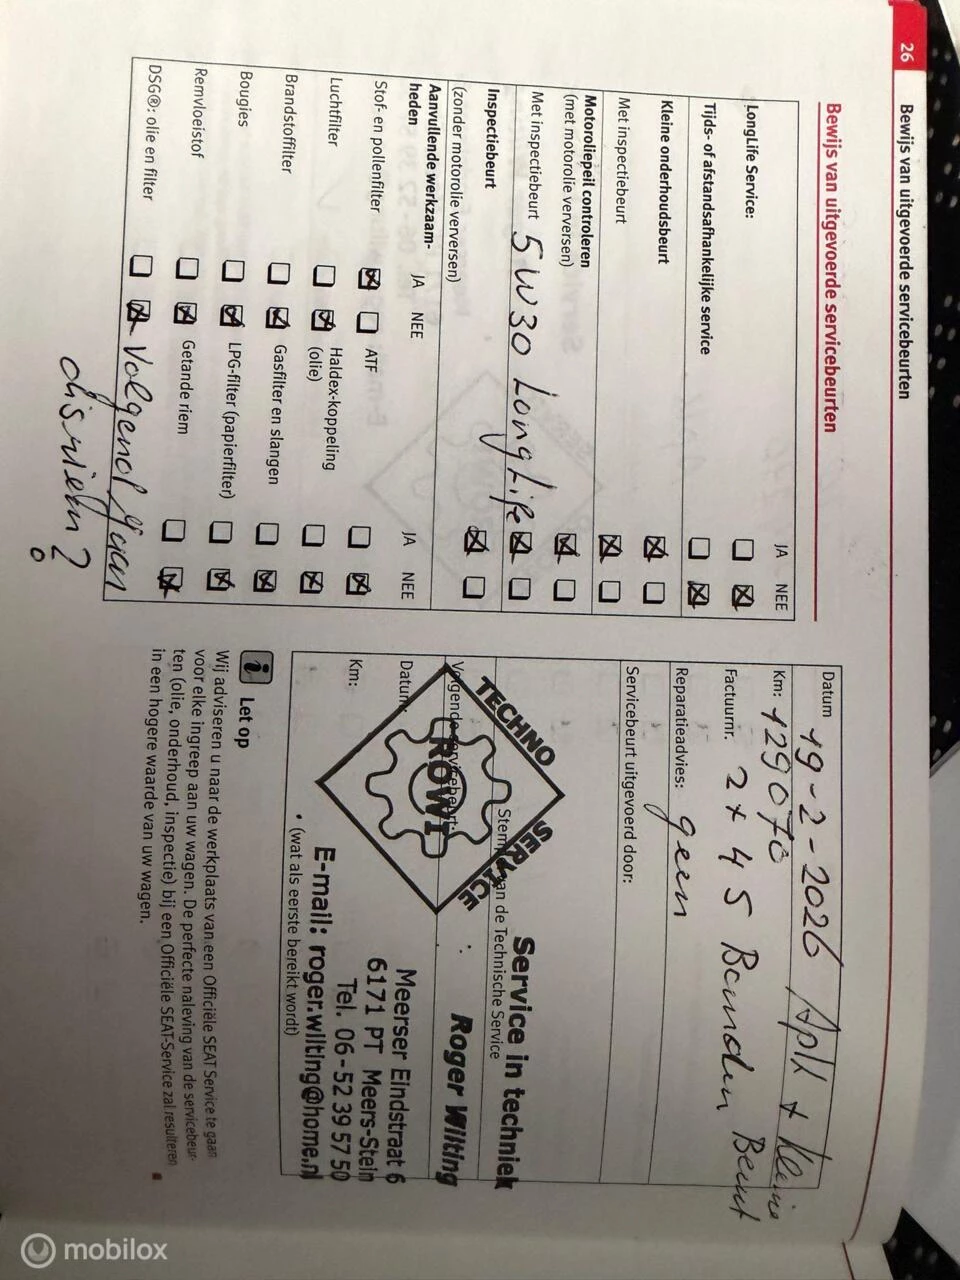 26
Bewijs van uitgevoerde servicebeurten
Bewijs van uitgevoerde servicebeurten
JA NEE
LongLife Service:
Tijds- of afstandsafhankelijke service
Kleine onderhoudsbeurt
Met inspectiebeurt
Motoroliepeil controleren
(met motorolie verversen)
Met inspectiebeurt 5W30 LongLife
Inspectiebeurt
(zonder motorolie verversen)
Aanvullende werkzaam-
heden
JA NEE
JA NEE
Stof- en pollenfilter
ATF
Luchtfilter
Haldex-koppeling
(olie)
Brandstoffilter
Gasfilter en slangen
Bougies
LPG-filter (papierfilter)
Remvloeistof
Getande riem
DSG®: olie en filter
Volgend Jaar
dis riem?
Datum 19-2-2026 Apk + kleine
Km: 129070 Beurt
Factuurnr. 2x 45 Banden
Reparatieadvies: geen
Servicebeurt uitgevoerd door:
Stempel van de Technische Service
TECHNO
SERVICE
ROWI
Service in techniek
Roger Wilting
Meerser Eindstraat 6
6171 PT Meers-Stein
Tel. 06-52 39 57 50
E-mail: roger.wilting@home.nl
Volgende servicebeurt:
Datum:
Km:
• (wat als eerste bereikt wordt)
Let op
Wij adviseren u naar de werkplaats van een Officiële SEAT Service te gaan
voor elke ingreep aan uw wagen. De perfecte naleving van de servicebeur-
ten (olie, onderhoud, inspectie) bij een Officiële SEAT-Service zal resulteren
in een hogere waarde van uw wagen.
mobilox